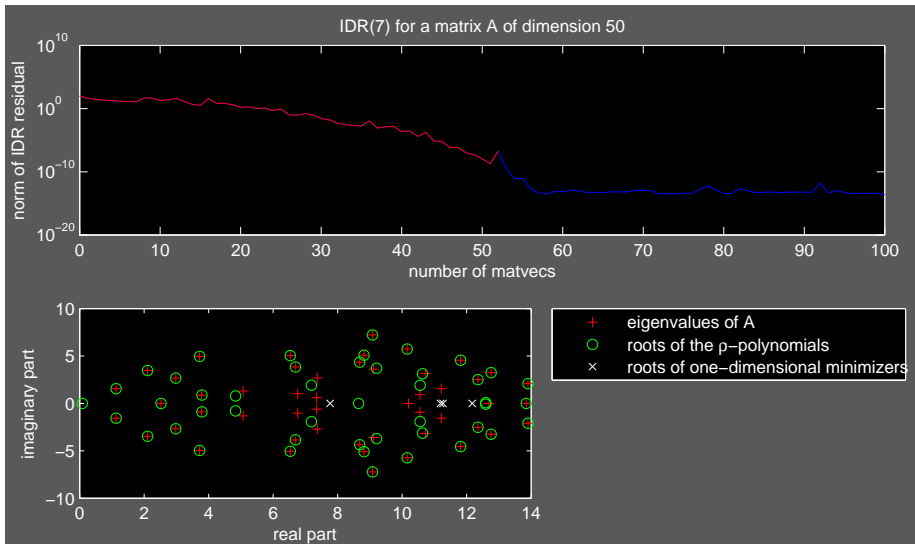 IDR(7) for a matrix A of dimension 50
norm of IDR residual
10^10
10^0
10^−10
10^−20
0 10 20 30 40 50 60 70 80 90 100
number of matvecs
imaginary part
10
5
0
−5
−10
0 2 4 6 8 10 12 14
real part
eigenvalues of A
roots of the ρ−polynomials
roots of one−dimensional minimizers